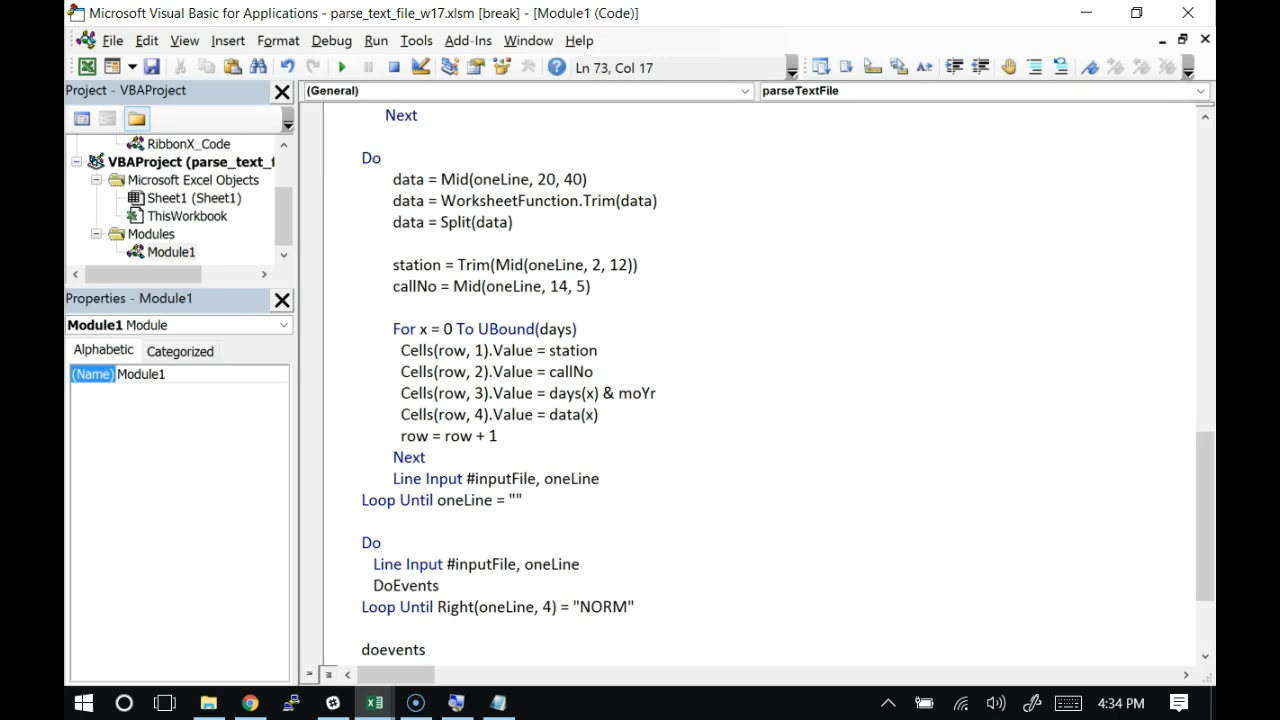 Microsoft Visual Basic for Applications - parse_text_file_w17.xlsm [break] - [Module1 (Code)]
File Edit View Insert Format Debug Run Tools Add-Ins Window Help
Ln 73, Col 17
Project - VBAProject
(General) parseTextFile
RibbonX_Code
VBAProject (parse_text_f
Microsoft Excel Objects
Sheet1 (Sheet1)
ThisWorkbook
Modules
Module1
Properties - Module1
Module1 Module
Alphabetic Categorized
(Name) Module1
Next
Do
data = Mid(oneLine, 20, 40)
data = WorksheetFunction.Trim(data)
data = Split(data)
station = Trim(Mid(oneLine, 2, 12))
callNo = Mid(oneLine, 14, 5)
For x = 0 To UBound(days)
Cells(row, 1).Value = station
Cells(row, 2).Value = callNo
Cells(row, 3).Value = days(x) & moYr
Cells(row, 4).Value = data(x)
row = row + 1
Next
Line Input #inputFile, oneLine
Loop Until oneLine = ""
Do
Line Input #inputFile, oneLine
DoEvents
Loop Until Right(oneLine, 4) = "NORM"
doevents
4:34 PM